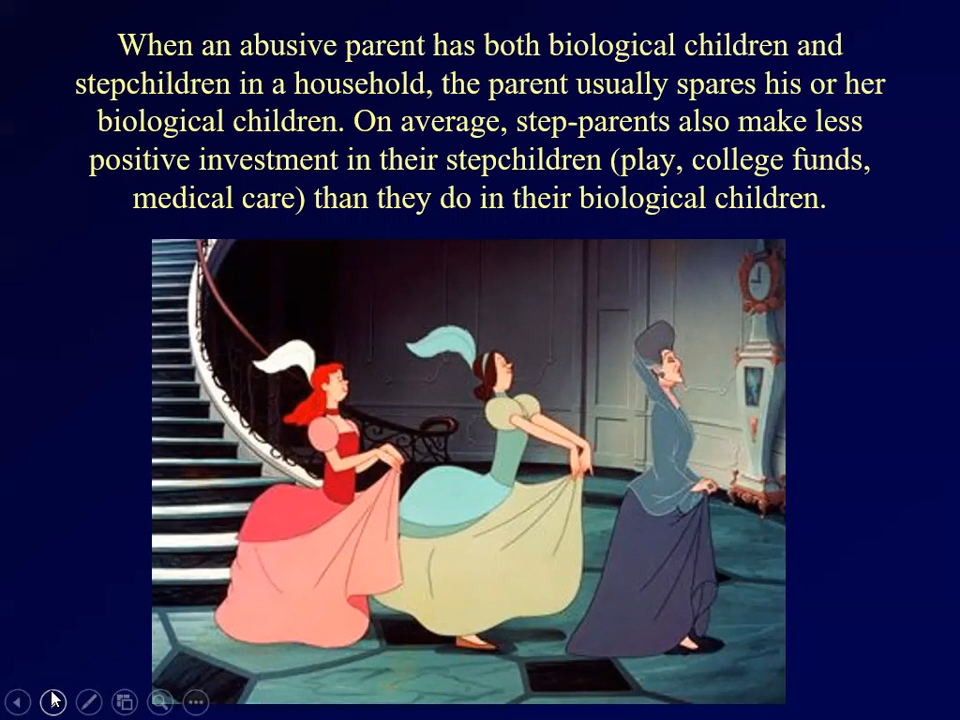 When an abusive parent has both biological children and
stepchildren in a household, the parent usually spares his or her
biological children. On average, step-parents also make less
positive investment in their stepchildren (play, college funds,
medical care) than they do in their biological children.